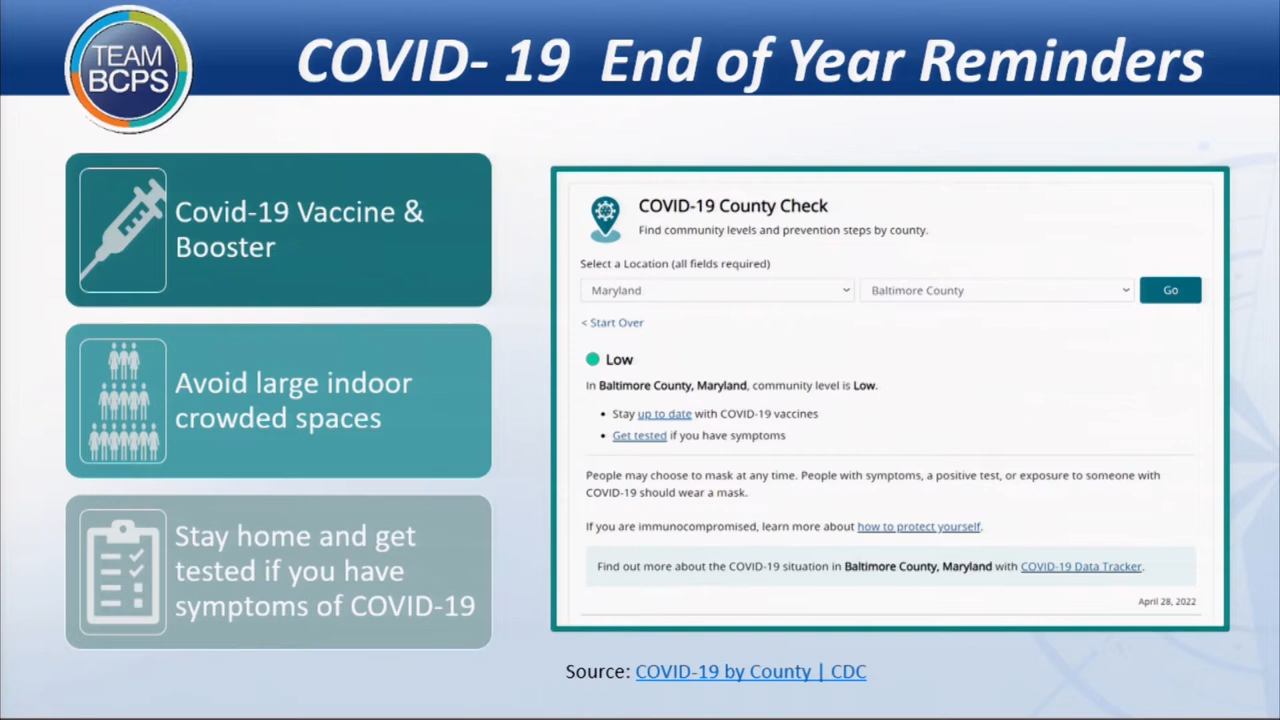 TEAM
BCPS
COVID- 19 End of Year Reminders
Covid-19 Vaccine &
Booster
Avoid large indoor
crowded spaces
Stay home and get
tested if you have
symptoms of COVID-19
COVID-19 County Check
Find community levels and prevention steps by county.
Select a Location (all fields required)
Maryland Baltimore County Go
< Start Over
Low
In Baltimore County, Maryland, community level is Low.
• Stay up to date with COVID-19 vaccines
• Get tested if you have symptoms
People may choose to mask at any time. People with symptoms, a positive test, or exposure to someone with
COVID-19 should wear a mask.
If you are immunocompromised, learn more about how to protect yourself.
Find out more about the COVID-19 situation in Baltimore County, Maryland with COVID-19 Data Tracker.
April 28, 2022
Source: COVID-19 by County | CDC